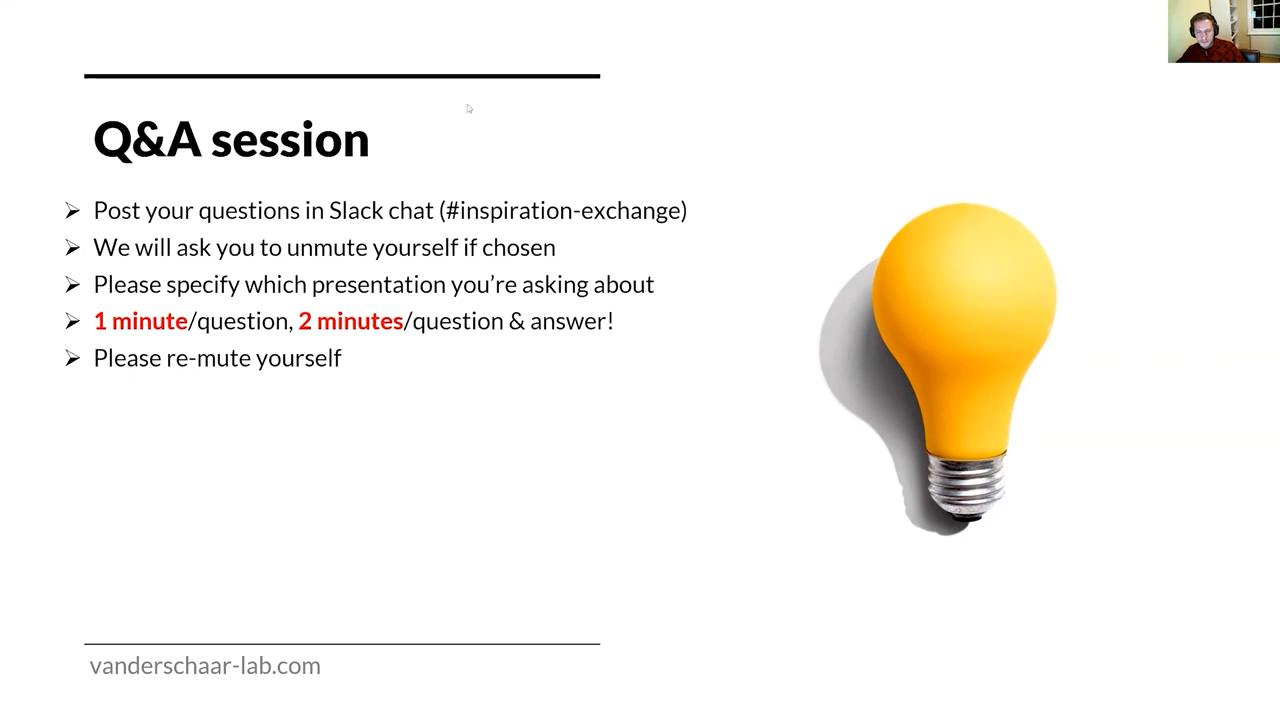 Q&A session
➢ Post your questions in Slack chat (#inspiration-exchange)
➢ We will ask you to unmute yourself if chosen
➢ Please specify which presentation you’re asking about
➢ 1 minute/question, 2 minutes/question & answer!
➢ Please re-mute yourself
vanderschaar-lab.com